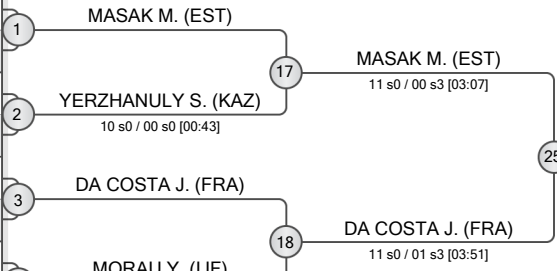 MASAK M. (EST)
1
MASAK M. (EST)
17
11 s0 / 00 s3 [03:07]
YERZHANULY S. (KAZ)
2
10 s0 / 00 s0 [00:43]
25
DA COSTA J. (FRA)
3
DA COSTA J. (FRA)
18
11 s0 / 01 s3 [03:51]